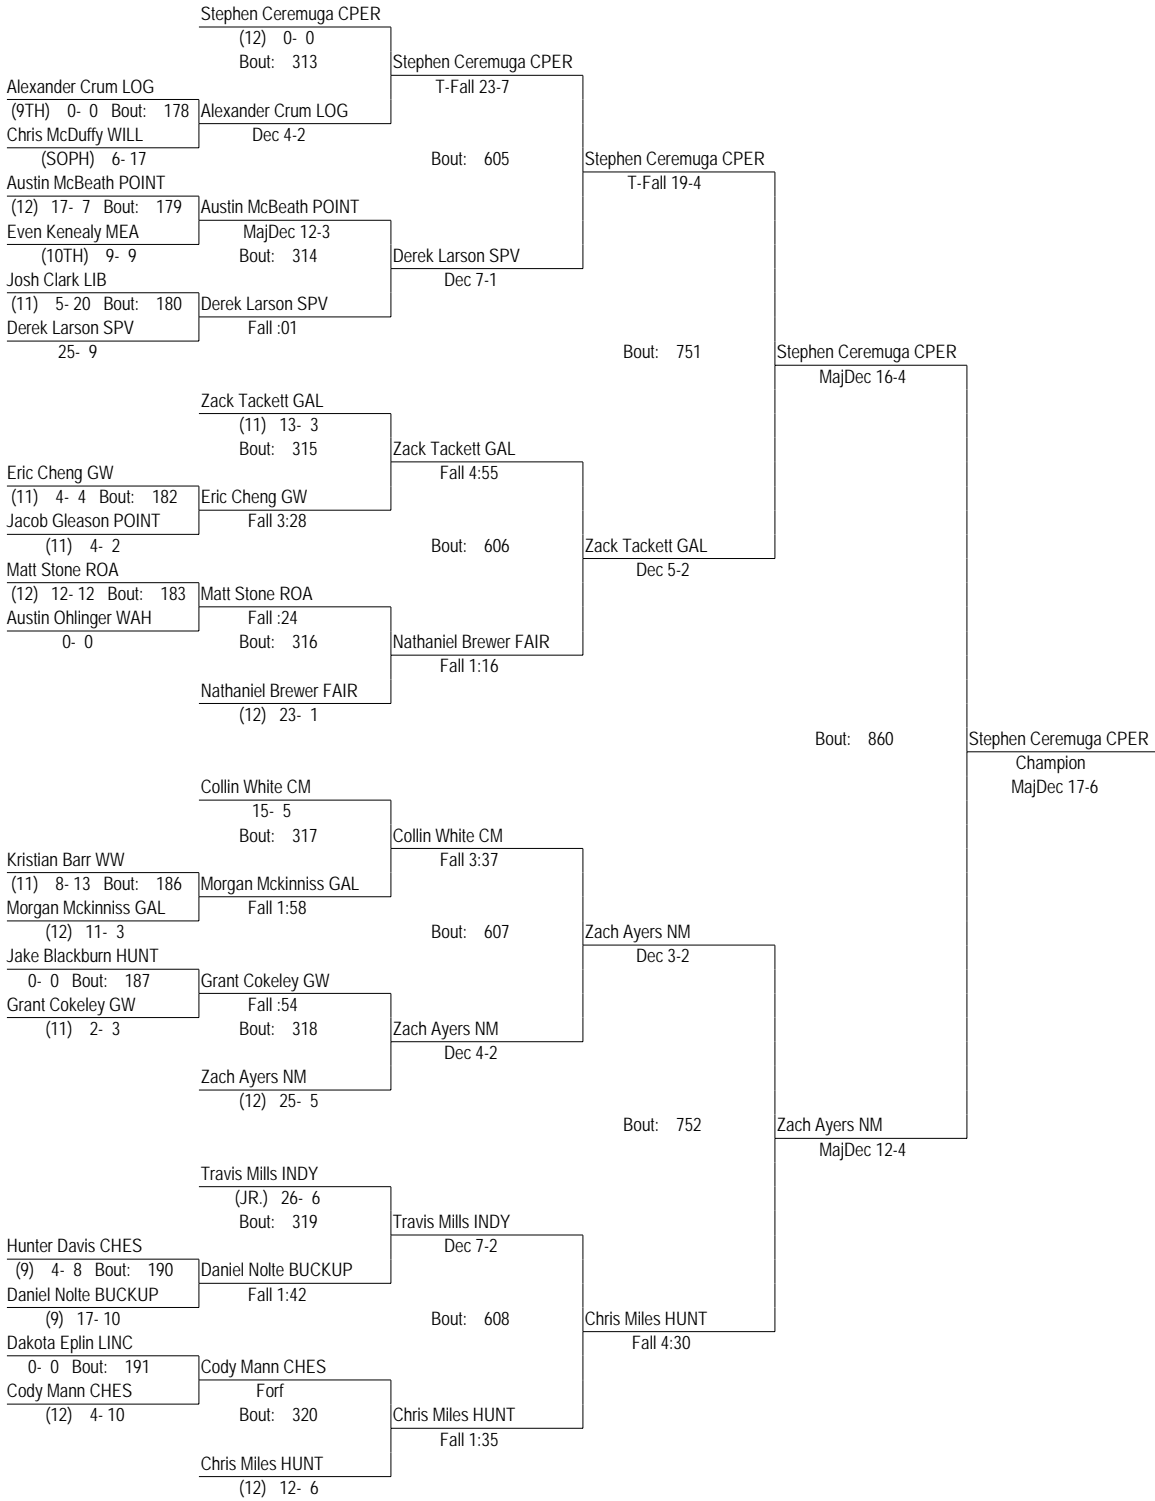 Stephen Ceremuga CPER
(12) 0- 0
Bout: 313
Stephen Ceremuga CPER
T-Fall 23-7
Alexander Crum LOG
(9TH) 0- 0 Bout: 178
Alexander Crum LOG
Dec 4-2
Chris McDuffy WILL
(SOPH) 6- 17
Bout: 605
Stephen Ceremuga CPER
T-Fall 19-4
Austin McBeath POINT
(12) 17- 7 Bout: 179
Austin McBeath POINT
MajDec 12-3
Even Kenealy MEA
(10TH) 9- 9
Bout: 314
Derek Larson SPV
Dec 7-1
Josh Clark LIB
(11) 5- 20 Bout: 180
Derek Larson SPV
Fall :01
Derek Larson SPV
25- 9
Bout: 751
Stephen Ceremuga CPER
MajDec 16-4
Zack Tackett GAL
(11) 13- 3
Bout: 315
Zack Tackett GAL
Fall 4:55
Eric Cheng GW
(11) 4- 4 Bout: 182
Eric Cheng GW
Fall 3:28
Jacob Gleason POINT
(11) 4- 2
Bout: 606
Zack Tackett GAL
Dec 5-2
Matt Stone ROA
(12) 12- 12 Bout: 183
Matt Stone ROA
Fall :24
Austin Ohlinger WAH
0- 0
Bout: 316
Nathaniel Brewer FAIR
Fall 1:16
Nathaniel Brewer FAIR
(12) 23- 1
Bout: 860
Stephen Ceremuga CPER
Champion
MajDec 17-6
Collin White CM
15- 5
Bout: 317
Collin White CM
Fall 3:37
Kristian Barr WW
(11) 8- 13 Bout: 186
Morgan Mckinniss GAL
Fall 1:58
Morgan Mckinniss GAL
(12) 11- 3
Bout: 607
Zach Ayers NM
Dec 3-2
Jake Blackburn HUNT
0- 0 Bout: 187
Grant Cokeley GW
Fall :54
Grant Cokeley GW
(11) 2- 3
Bout: 318
Zach Ayers NM
Dec 4-2
Zach Ayers NM
(12) 25- 5
Bout: 752
Zach Ayers NM
MajDec 12-4
Travis Mills INDY
(JR.) 26- 6
Bout: 319
Travis Mills INDY
Dec 7-2
Hunter Davis CHES
(9) 4- 8 Bout: 190
Daniel Nolte BUCKUP
Fall 1:42
Daniel Nolte BUCKUP
(9) 17- 10
Bout: 608
Chris Miles HUNT
Fall 4:30
Dakota Eplin LINC
0- 0 Bout: 191
Cody Mann CHES
Forf
Cody Mann CHES
(12) 4- 10
Bout: 320
Chris Miles HUNT
Fall 1:35
Chris Miles HUNT
(12) 12- 6